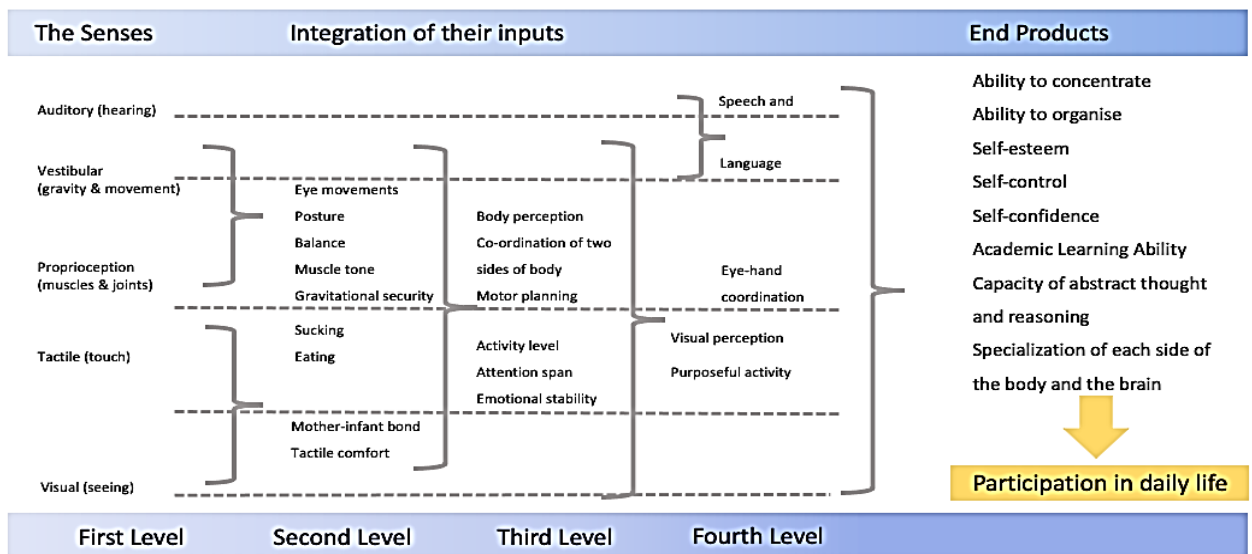 The Senses
Integration of their inputs
End Products
Auditory (hearing)
Vestibular
(gravity & movement)
Proprioception
(muscles & joints)
Tactile (touch)
Visual (seeing)
Eye movements
Posture
Balance
Muscle tone
Gravitational security
Sucking
Eating
Mother-infant bond
Tactile comfort
Body perception
Co-ordination of two
sides of body
Motor planning
Activity level
Attention span
Emotional stability
Speech and
Language
Eye-hand
coordination
Visual perception
Purposeful activity
Ability to concentrate
Ability to organise
Self-esteem
Self-control
Self-confidence
Academic Learning Ability
Capacity of abstract thought
and reasoning
Specialization of each side of
the body and the brain
Participation in daily life
First Level
Second Level
Third Level
Fourth Level